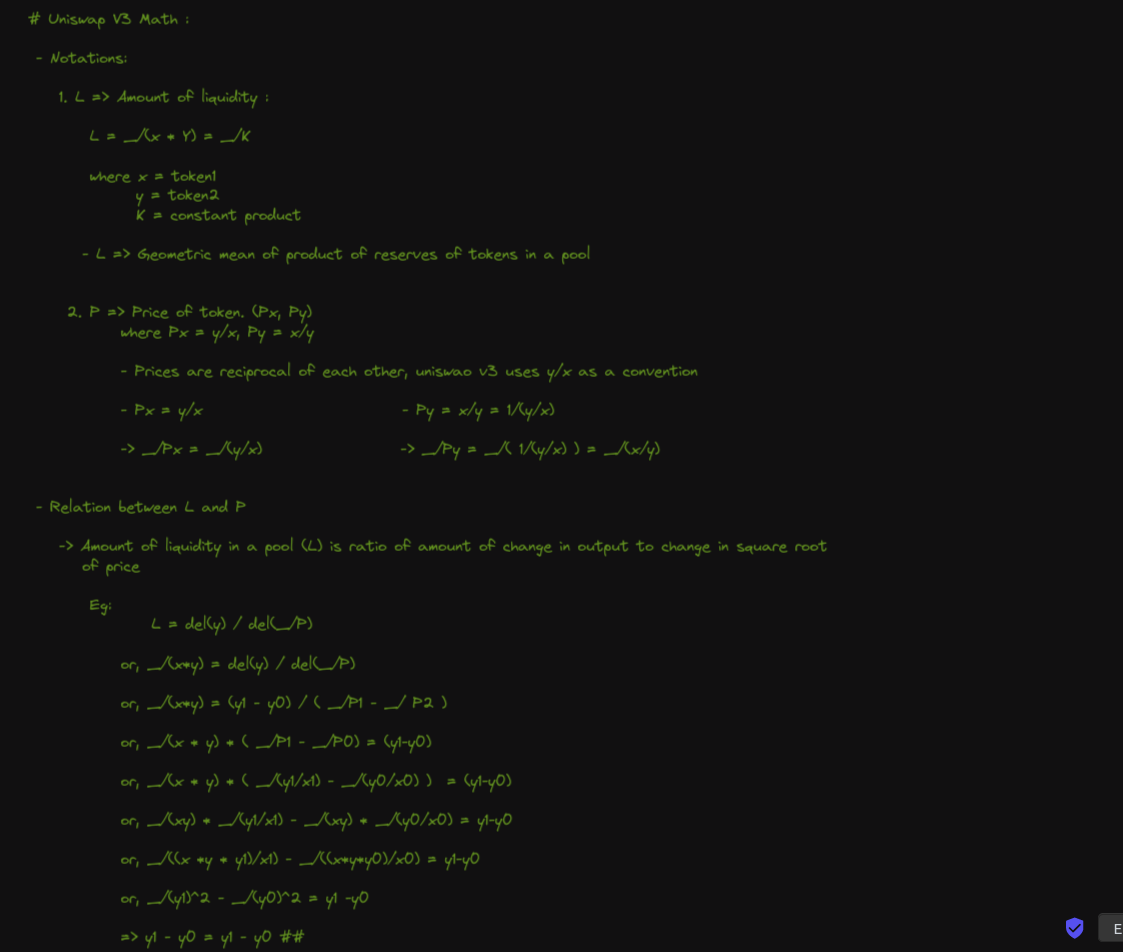 # Uniswap V3 Math :
- Notations:
1. L => Amount of liquidity :
L = __/(x * Y) = __/K
where x = token1
y = token2
K = constant product
- L => Geometric mean of product of reserves of tokens in a pool
2. P => Price of token. (Px, Py)
where Px = y/x, Py = x/y
- Prices are reciprocal of each other, uniswao v3 uses y/x as a convention
- Px = y/x - Py = x/y = 1/(y/x)
-> __/Px = __/(y/x) -> __/Py = __/( 1/(y/x) ) = __/(x/y)
- Relation between L and P
-> Amount of liquidity in a pool (L) is ratio of amount of change in output to change in square root
of price
Eg:
L = del(y) / del(__/P)
or, __/(x*y) = del(y) / del(__/P)
or, __/(x*y) = (y1 - y0) / ( __/P1 - __/ P2 )
or, __/(x * y) * ( __/P1 - __/P0) = (y1-y0)
or, __/(x * y) * ( __/(y1/x1) - __/(y0/x0) ) = (y1-y0)
or, __/(xy) * __/(y1/x1) - __/(xy) * __/(y0/x0) = y1-y0
or, __/((x *y * y1)/x1) - __/((x*y*y0)/x0) = y1-y0
or, __/(y1)^2 - __/(y0)^2 = y1 -y0
=> y1 - y0 = y1 - y0 ##
E